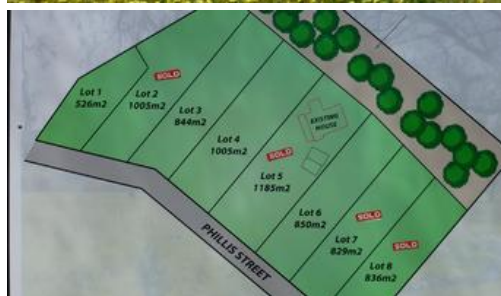 Lot 1
526m2
SOLD
Lot 2
1005m2
Lot 3
844m2
Lot 4
1005m2
EXISTING
HOUSE
SOLD
Lot 5
1185m2
Lot 6
850m2
SOLD
Lot 7
829m2
SOLD
Lot 8
836m2
PHILLIS STREET